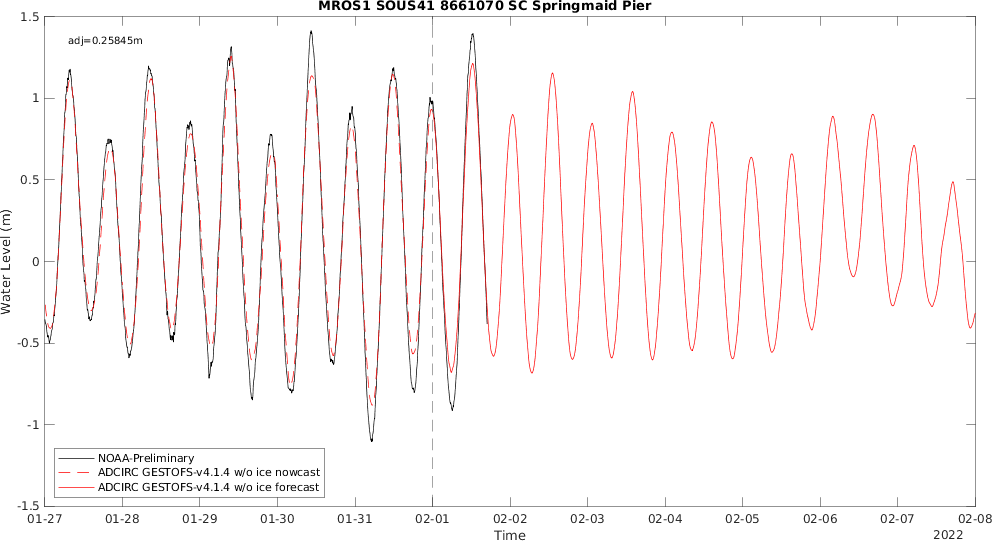 MROS1 SOUS41 8661070 SC Springmaid Pier
adj=0.25845m
1.5
1
0.5
0
-0.5
-1
-1.5
Water Level (m)
NOAA-Preliminary
ADCIRC GESTOFS-v4.1.4 w/o ice nowcast
ADCIRC GESTOFS-v4.1.4 w/o ice forecast
01-27 01-28 01-29 01-30 01-31 02-01 02-02 02-03 02-04 02-05 02-06 02-07 02-08
Time
2022